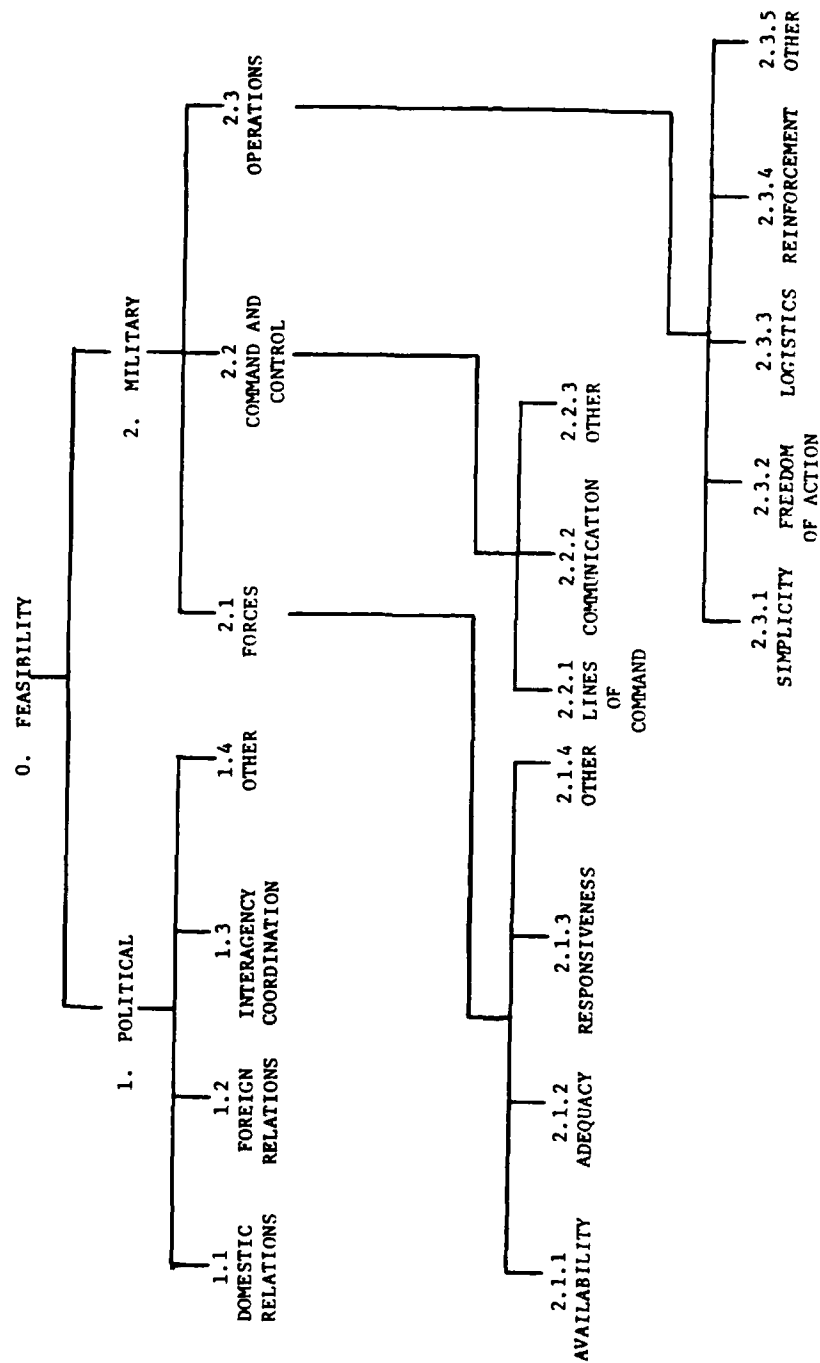 0. FEASIBILITY
1. POLITICAL
2. MILITARY
1.1
DOMESTIC
RELATIONS
1.2
FOREIGN
RELATIONS
1.3
INTERAGENCY
COORDINATION
1.4
OTHER
2.1
FORCES
2.2
COMMAND AND
CONTROL
2.3
OPERATIONS
2.1.1
AVAILABILITY
2.1.2
ADEQUACY
2.1.3
RESPONSIVENESS
2.1.4
OTHER
2.2.1
LINES
OF
COMMAND
2.2.2
COMMUNICATION
2.2.3
OTHER
2.3.1
SIMPLICITY
2.3.2
FREEDOM
OF ACTION
2.3.3
LOGISTICS
2.3.4
REINFORCEMENT
2.3.5
OTHER